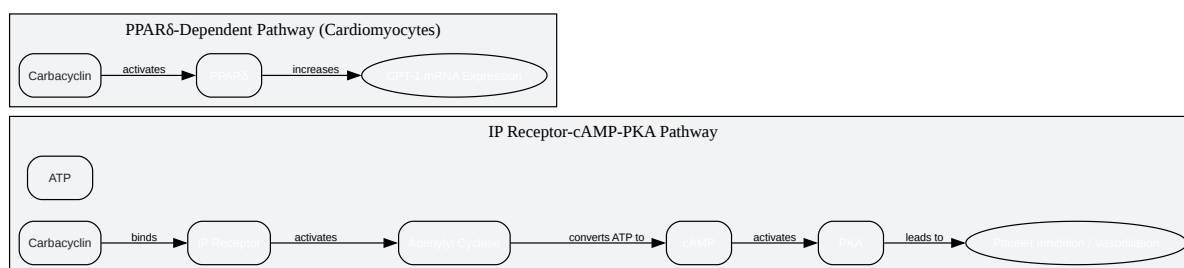 PPARδ-Dependent Pathway (Cardiomyocytes)
Carbacyclin
activates
PPARδ
increases
CPT-1 mRNA Expression
IP Receptor-cAMP-PKA Pathway
ATP
Carbacyclin
binds
IP Receptor
activates
Adenylyl Cyclase
converts ATP to
cAMP
activates
PKA
leads to
Platelet Inhibition / Vasodilation